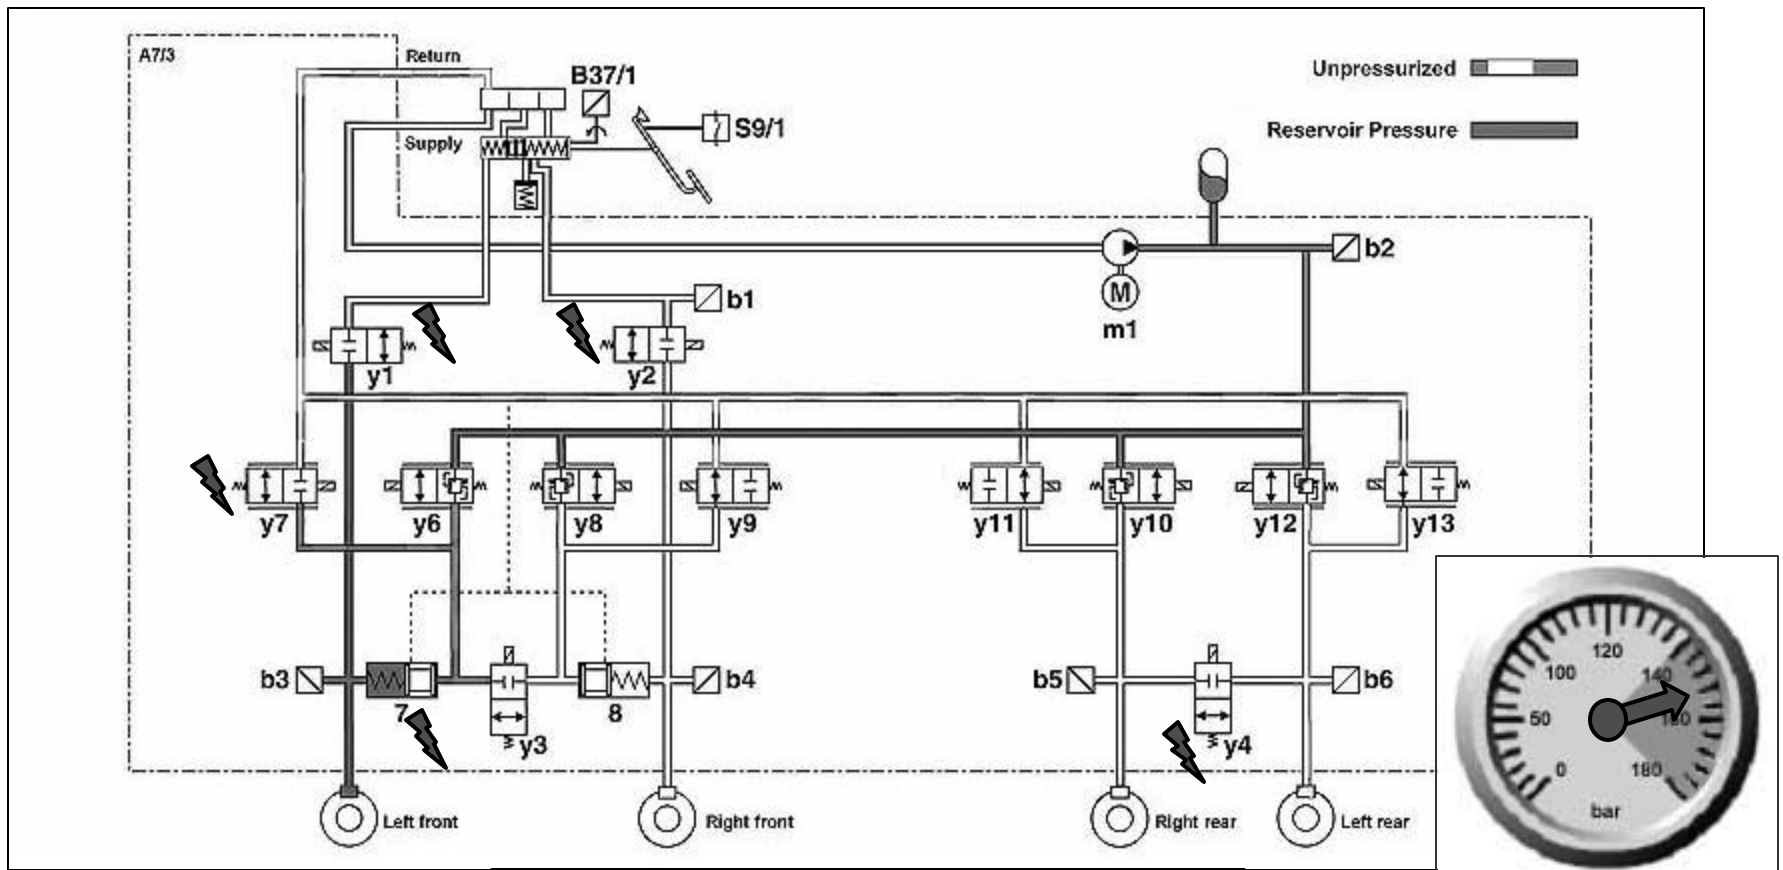 A7/3
Return
B37/1
Unpressurized
S9/1
Reservoir Pressure
Supply
b2
M
m1
b1
y1
y2
y7
y6
y8
y9
y11
y10
y12
y13
b3
7
y3
8
b4
b5
y4
b6
Left front
Right front
Right rear
Left rear
120
100
140
50
160
0
180
bar